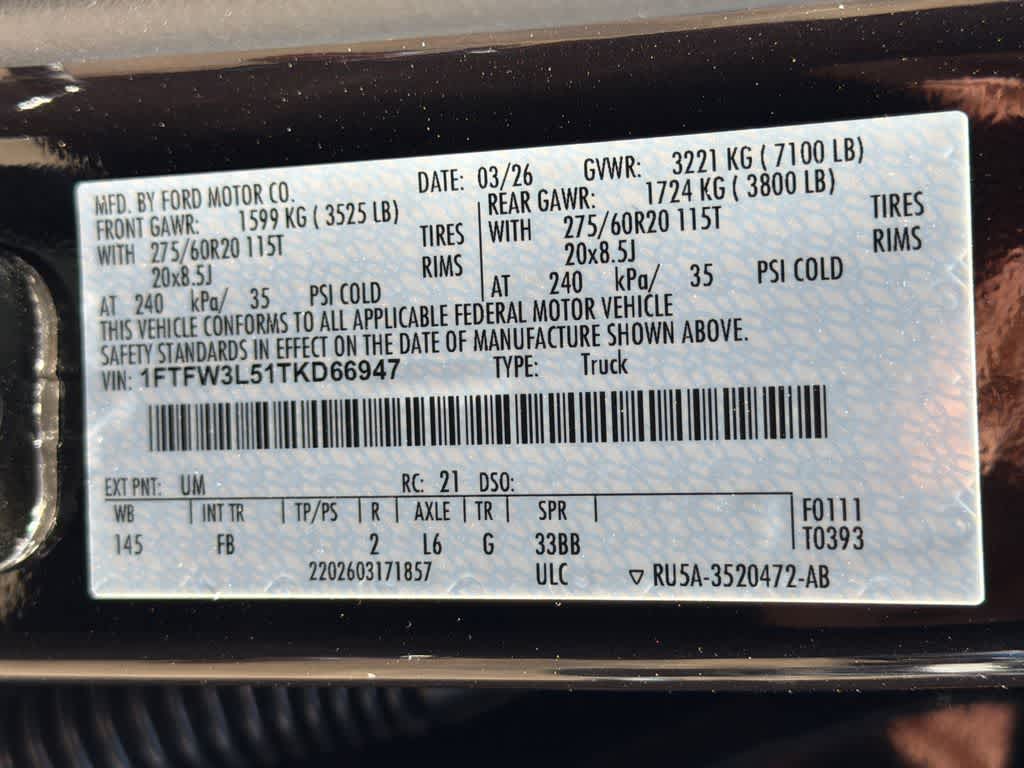 MFD. BY FORD MOTOR CO. DATE: 03/26 GVWR: 3221 KG ( 7100 LB)
FRONT GAWR: 1599 KG ( 3525 LB) REAR GAWR: 1724 KG ( 3800 LB)
WITH 275/60R20 115T TIRES WITH 275/60R20 115T TIRES
20x8.5J RIMS 20x8.5J RIMS
AT 240 kPa/ 35 PSI COLD AT 240 kPa/ 35 PSI COLD
THIS VEHICLE CONFORMS TO ALL APPLICABLE FEDERAL MOTOR VEHICLE
SAFETY STANDARDS IN EFFECT ON THE DATE OF MANUFACTURE SHOWN ABOVE.
VIN: 1FTFW3L51TKD66947 TYPE: Truck
EXT PNT: UM RC: 21 DSO:
WB INT TR TP/PS R AXLE TR SPR F0111
145 FB 2 L6 G 33BB T0393
2202603171857 ULC ▽ RU5A-3520472-AB